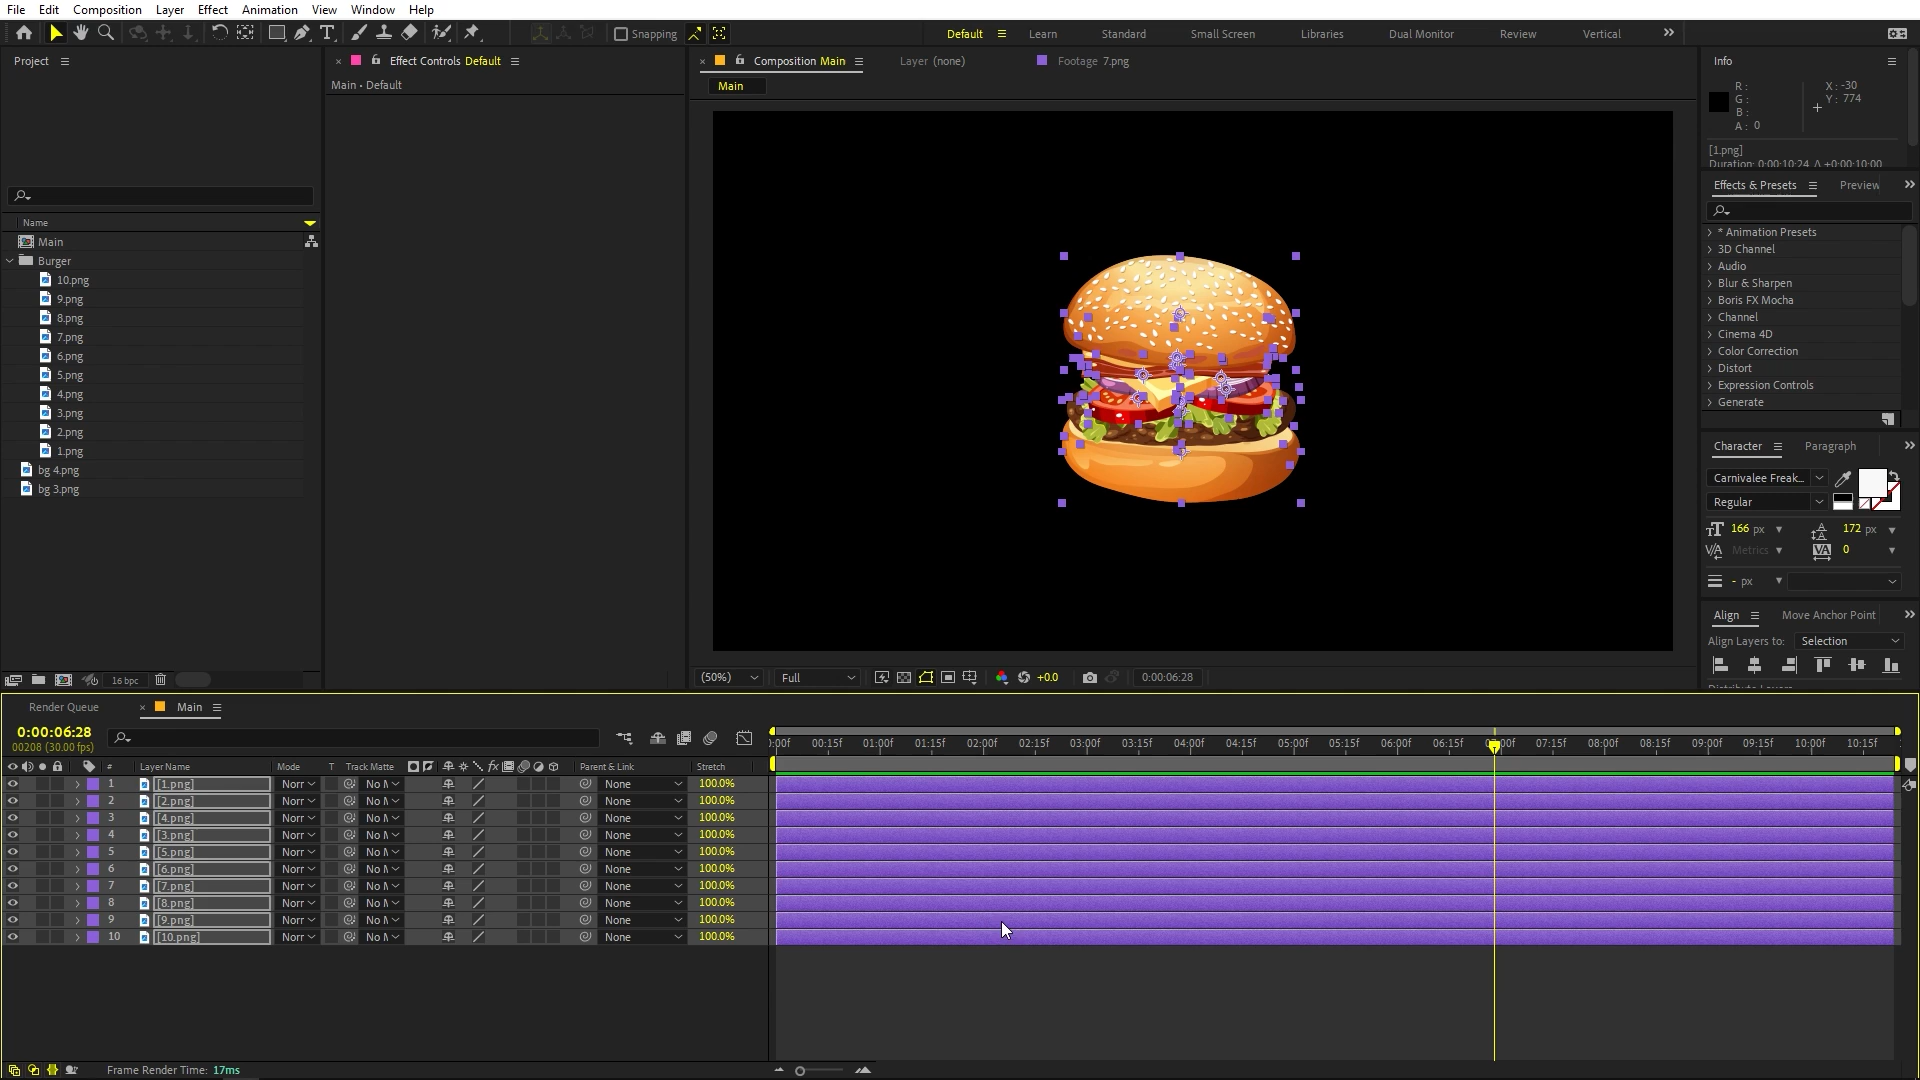 File Edit Composition Layer Effect Animation View Window Help
Snapping Default Learn Standard Small Screen Libraries Dual Monitor Review Vertical
Project
Effect Controls Default
Main • Default
Composition Main
Layer (none)
Footage 7.png
Main
Info
R :
G :
B :
A : 0
X : -30
Y : 774
[1.png]
Duration: 0:00:10:24, Δ +0:00:10:00
Effects & Presets
Preview
* Animation Presets
3D Channel
Audio
Blur & Sharpen
Boris FX Mocha
Channel
Cinema 4D
Color Correction
Distort
Expression Controls
Generate
Character
Paragraph
Carnivalee Freak...
Regular
166 px
172 px
Metrics
0
- px
Align
Move Anchor Point
Align Layers to: Selection
Name
Main
Burger
10.png
9.png
8.png
7.png
6.png
5.png
4.png
3.png
2.png
1.png
bg 4.png
bg 3.png
16 bpc
(50%)
Full
+0.0
0:00:06:28
Render Queue
Main
0:00:06:28
00208 (30.00 fps)
:00f 00:15f 01:00f 01:15f 02:00f 02:15f 03:00f 03:15f 04:00f 04:15f 05:00f 05:15f 06:00f 06:15f 07:00f 07:15f 08:00f 08:15f 09:00f 09:15f 10:00f 10:15f
# Layer Name Mode T Track Matte Parent & Link Stretch
1 [1.png] Norr No M None 100.0%
2 [2.png] Norr No M None 100.0%
3 [4.png] Norr No M None 100.0%
4 [3.png] Norr No M None 100.0%
5 [5.png] Norr No M None 100.0%
6 [6.png] Norr No M None 100.0%
7 [7.png] Norr No M None 100.0%
8 [8.png] Norr No M None 100.0%
9 [9.png] Norr No M None 100.0%
10 [10.png] Norr No M None 100.0%
Frame Render Time: 17ms